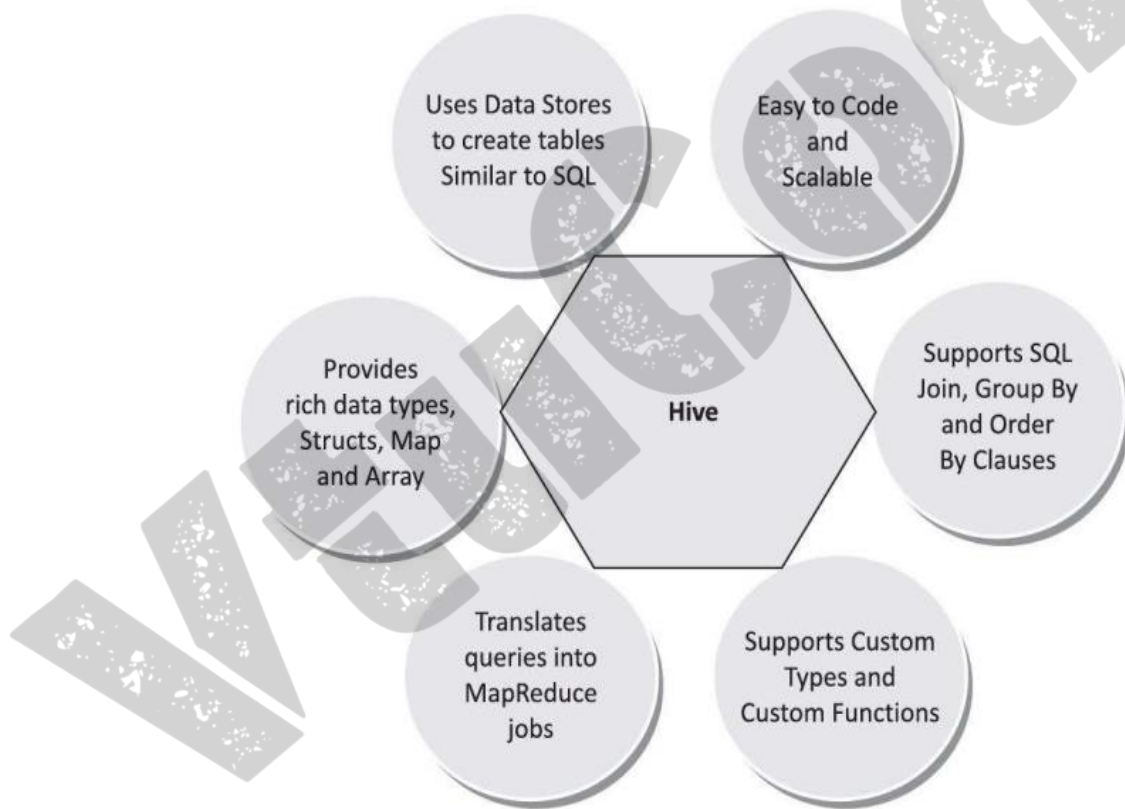 Uses Data Stores
to create tables
Similar to SQL
Easy to Code
and
Scalable
Provides
rich data types,
Structs, Map
and Array
Hive
Supports SQL
Join, Group By
and Order
By Clauses
Translates
queries into
MapReduce
jobs
Supports Custom
Types and
Custom Functions